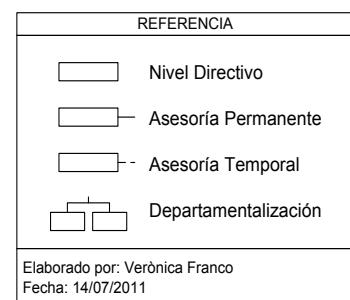 REFERENCIA
Nivel Directivo
Asesoría Permanente
Asesoría Temporal
Departamentalización
Elaborado por: Verònica Franco
Fecha: 14/07/2011